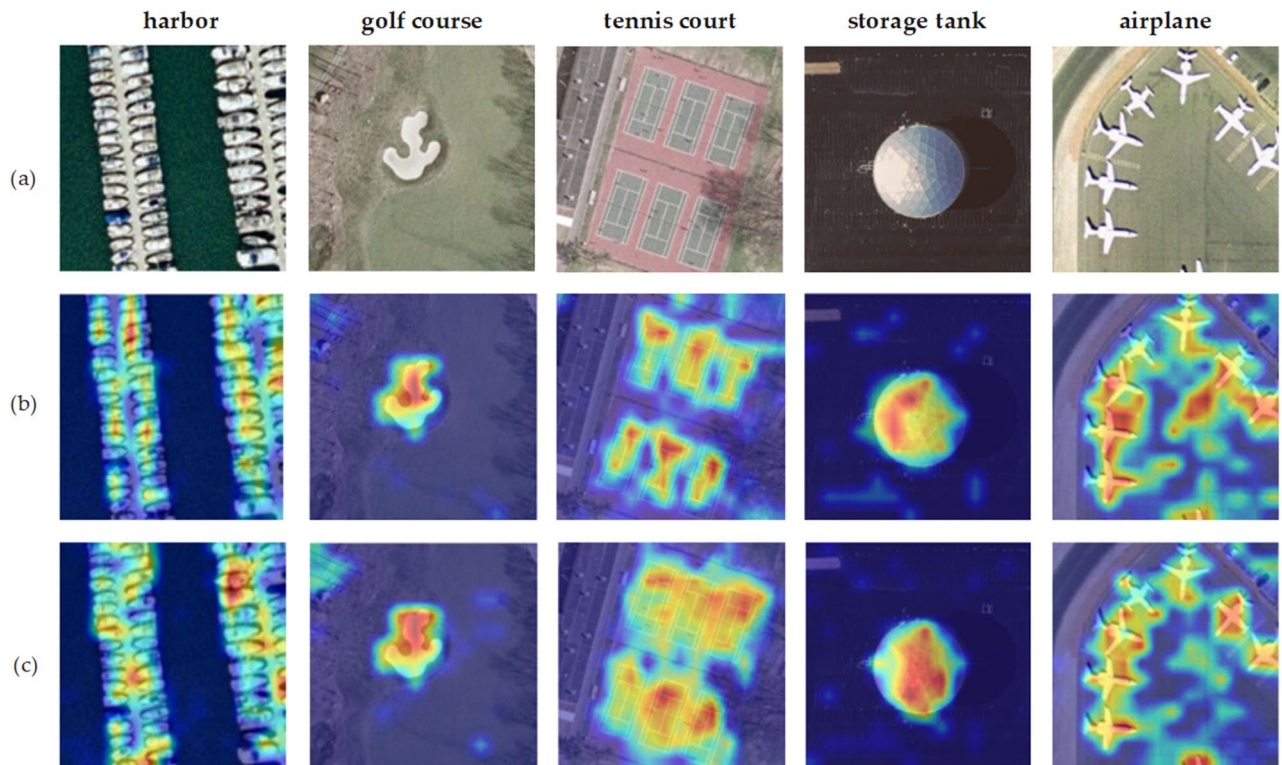 harbor golf course tennis court storage tank airplane
(a)
(b)
(c)